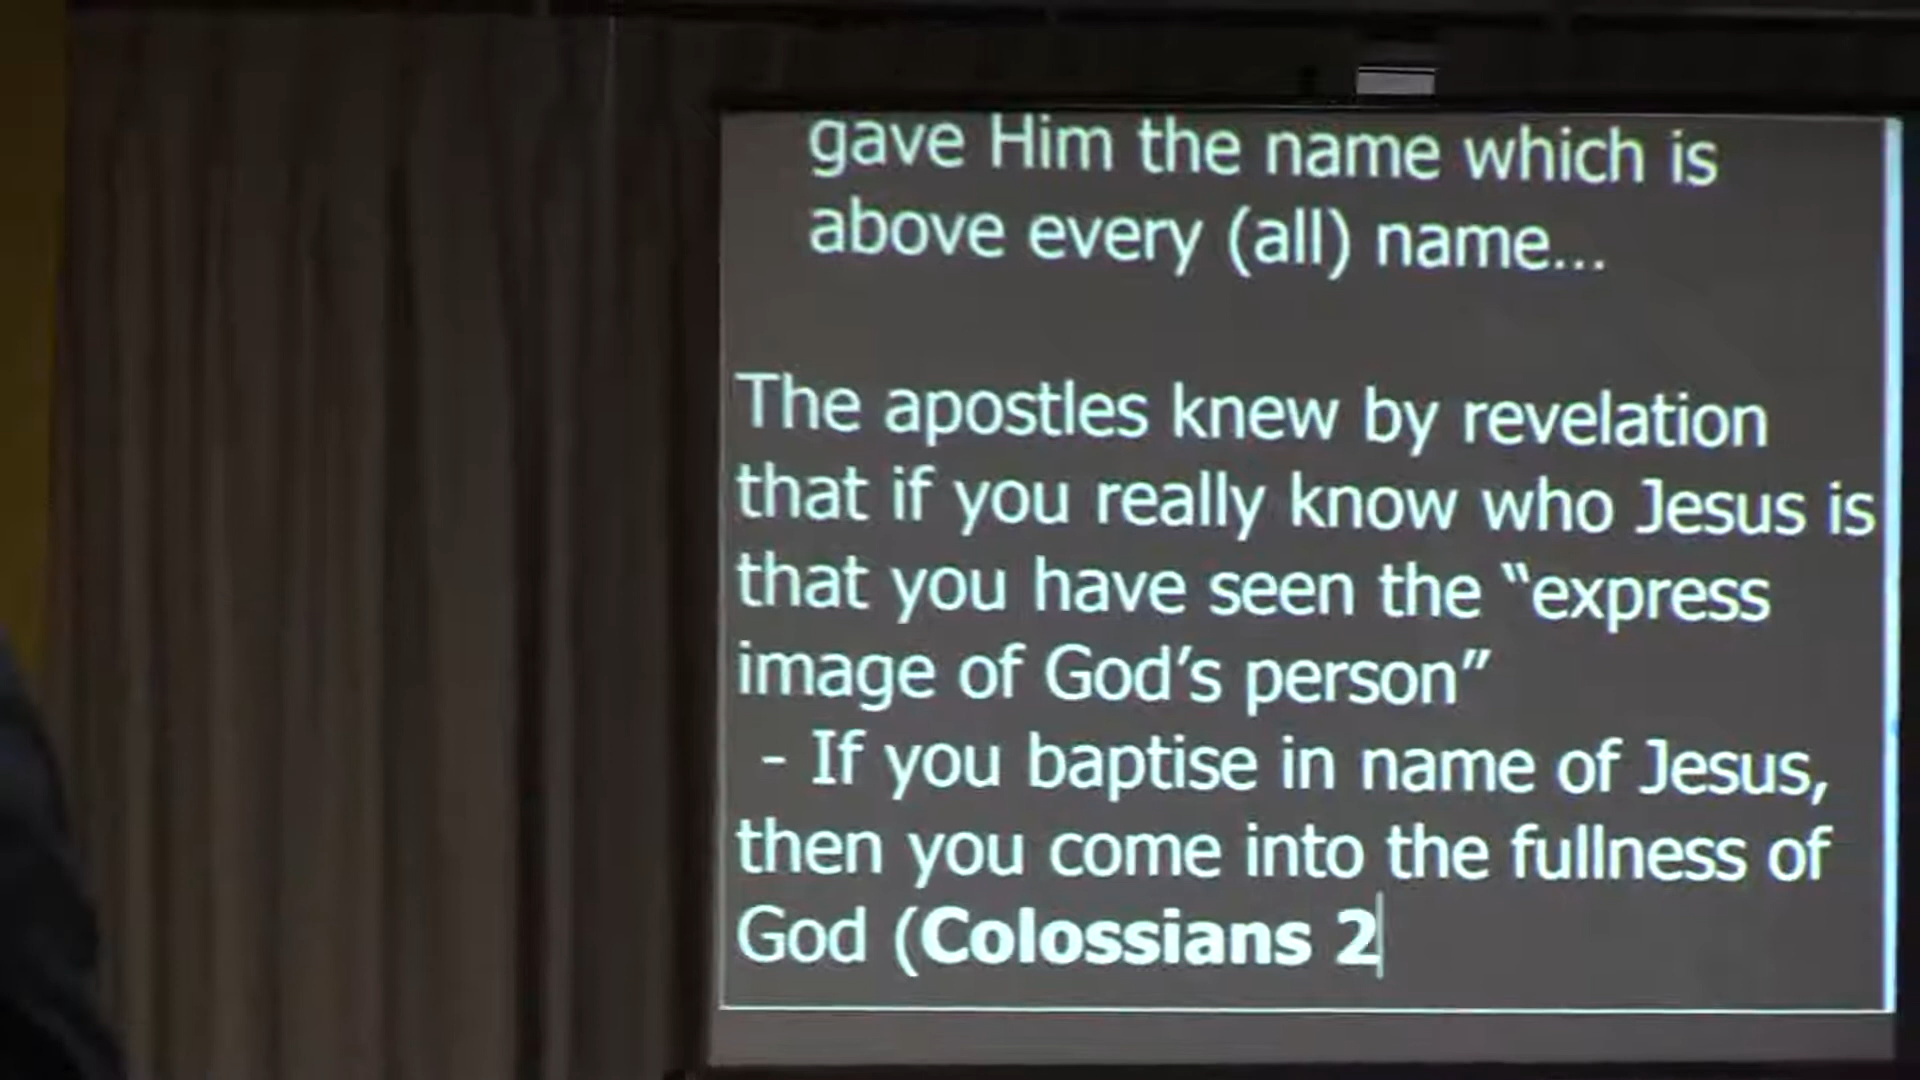 gave Him the name which is
above every (all) name...
The apostles knew by revelation
that if you really know who Jesus is
that you have seen the “express
image of God’s person”
- If you baptise in name of Jesus,
then you come into the fullness of
God (Colossians 2